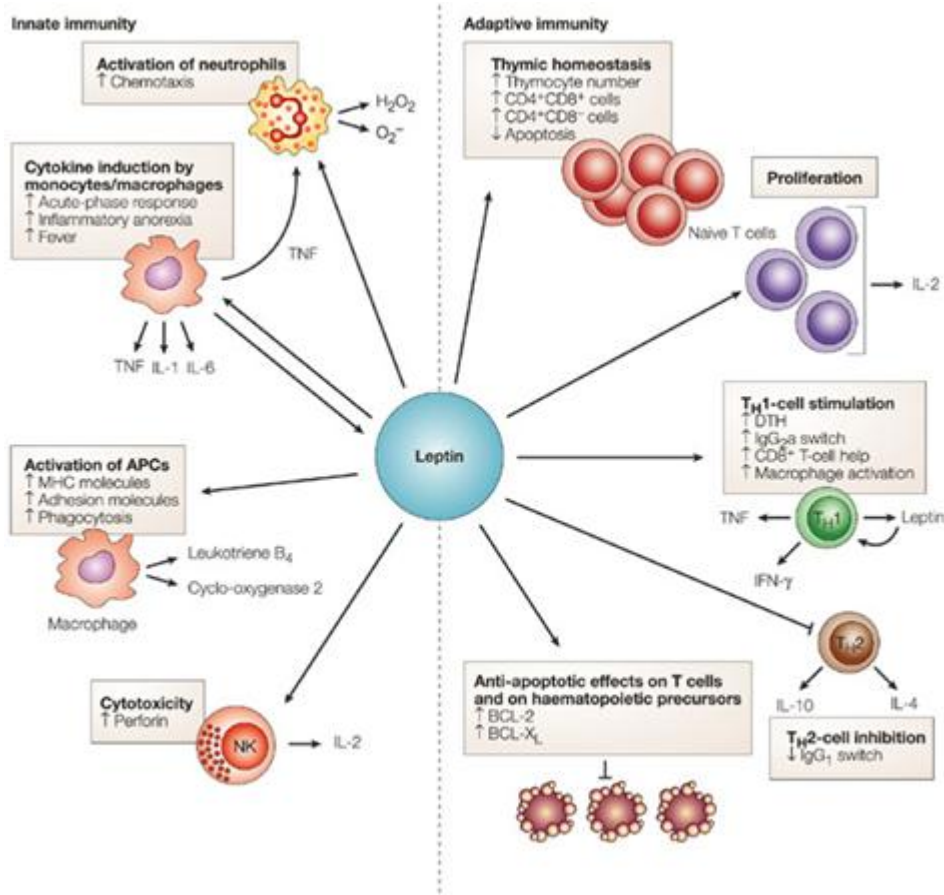 Innate immunity
Activation of neutrophils
↑ Chemotaxis
H₂O₂
O₂⁻
Cytokine induction by
monocytes/macrophages
↑ Acute-phase response
↑ Inflammatory anorexia
↑ Fever
TNF
TNF IL-1 IL-6
Activation of APCs
↑ MHC molecules
↑ Adhesion molecules
↑ Phagocytosis
Leukotriene B₄
Cyclo-oxygenase 2
Macrophage
Cytotoxicity
↑ Perforin
NK
IL-2
Leptin
Adaptive immunity
Thymic homeostasis
↑ Thymocyte number
↑ CD4⁺CD8⁺ cells
↑ CD4⁺CD8⁻ cells
↓ Apoptosis
Naive T cells
Proliferation
IL-2
T_H1-cell stimulation
↑ DTH
↑ IgG₂a switch
↑ CD8⁺ T-cell help
↑ Macrophage activation
TNF
T_H1
Leptin
IFN-γ
T_H2
IL-10
IL-4
T_H2-cell inhibition
↓ IgG₁ switch
Anti-apoptotic effects on T cells
and on haematopoietic precursors
↑ BCL-2
↑ BCL-X_L